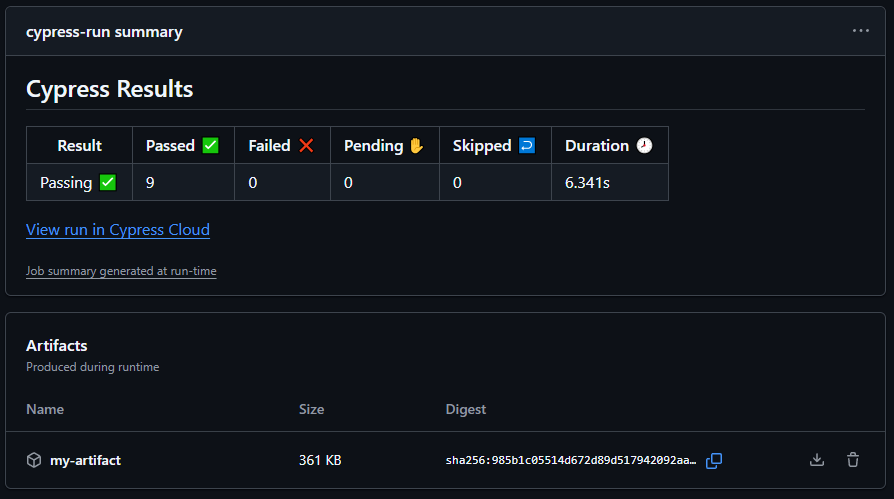 cypress-run summary
Cypress Results
Result Passed ✅ Failed ❌ Pending ✋ Skipped ↩️ Duration 🕗
Passing ✅ 9 0 0 0 6.341s
View run in Cypress Cloud
Job summary generated at run-time
Artifacts
Produced during runtime
Name Size Digest
my-artifact 361 KB sha256:985b1c05514d672d89d517942092aa…